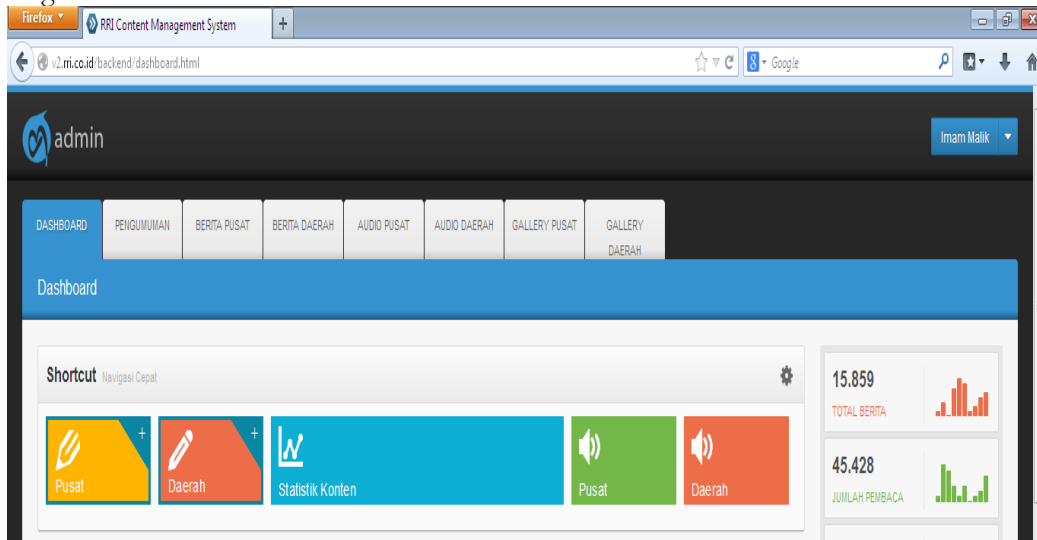 Firefox
RRI Content Management System
+
v2.rri.co.id/backend/dashboard.html
8
Google
admin
Imam Malik
DASHBOARD
PENGUMUMAN
BERITA PUSAT
BERITA DAERAH
AUDIO PUSAT
AUDIO DAERAH
GALLERY PUSAT
GALLERY
DAERAH
Dashboard
Shortcut Navigasi Cepat
+
Pusat
+
Daerah
Statistik Konten
Pusat
Daerah
15.859
TOTAL BERITA
45.428
JUMLAH PEMBACA